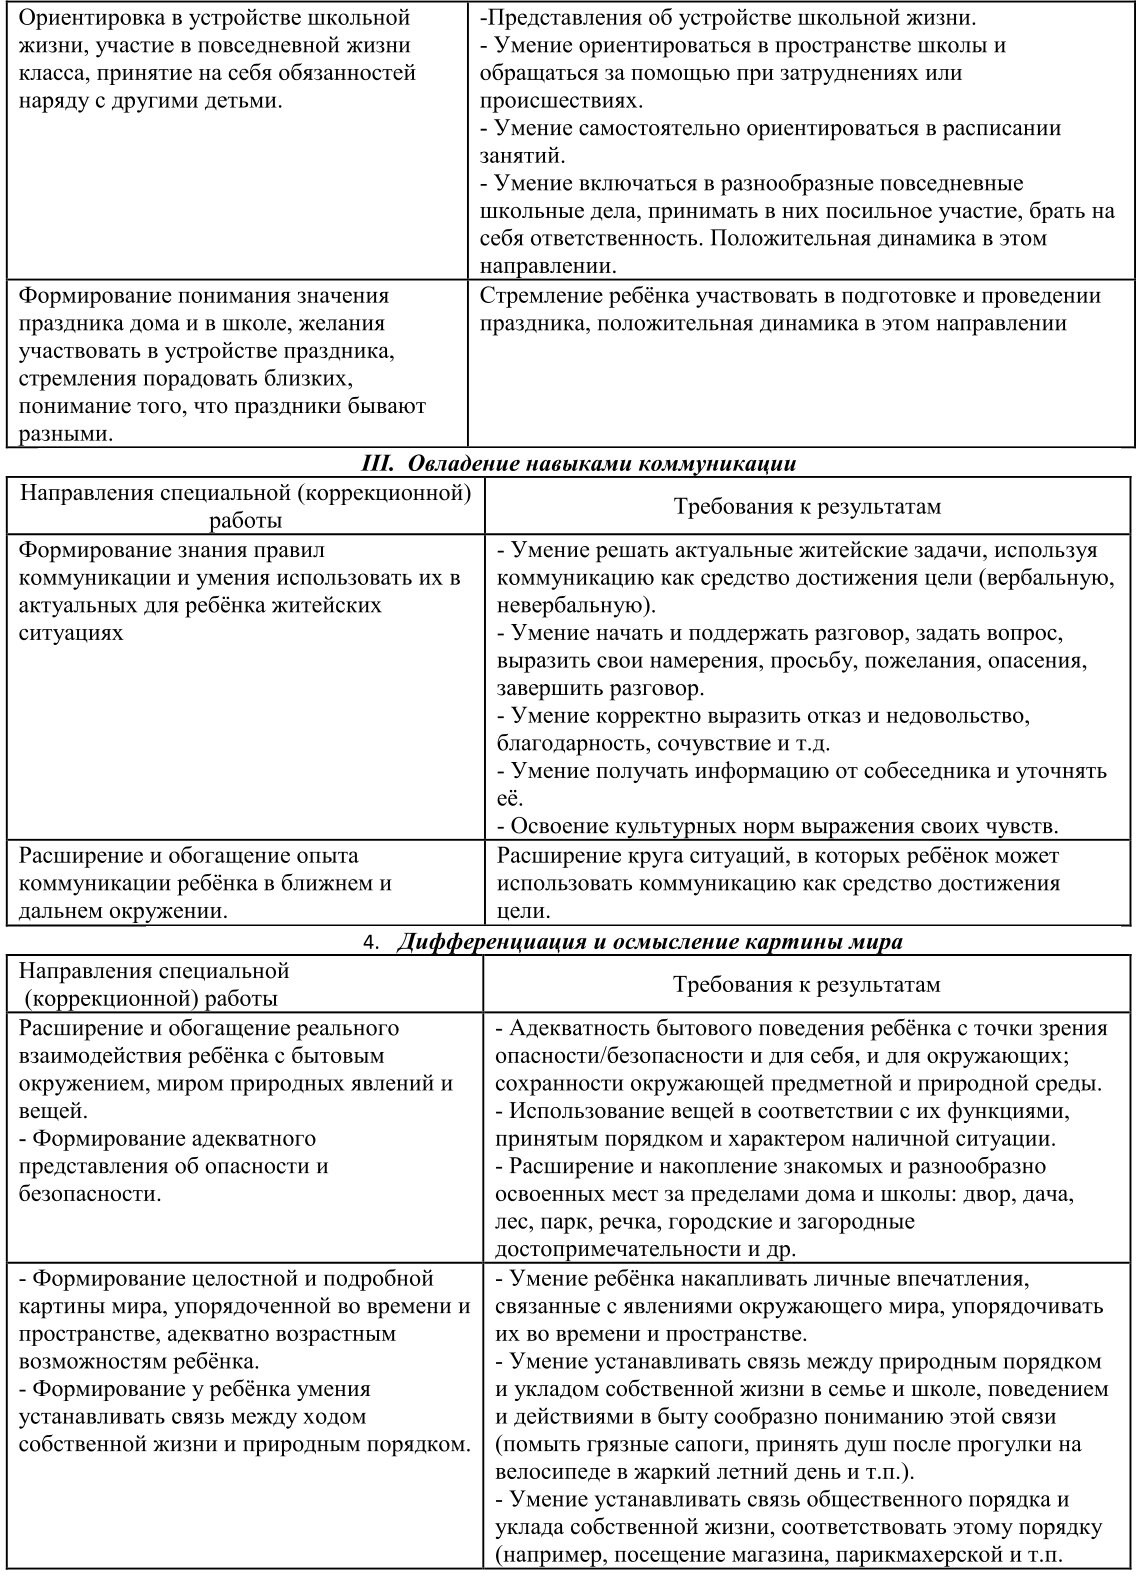 Ориентировка в устройстве школьной
жизни, участие в повседневной жизни
класса, принятие на себя обязанностей
наряду с другими детьми.
-Представления об устройстве школьной жизни.
- Умение ориентироваться в пространстве школы и
обращаться за помощью при затруднениях или
происшествиях.
- Умение самостоятельно ориентироваться в расписании
занятий.
- Умение включаться в разнообразные повседневные
школьные дела, принимать в них посильное участие, брать на
себя ответственность. Положительная динамика в этом
направлении.
Формирование понимания значения
праздника дома и в школе, желания
участвовать в устройстве праздника,
стремления порадовать близких,
понимание того, что праздники бывают
разными.
Стремление ребёнка участвовать в подготовке и проведении
праздника, положительная динамика в этом направлении
III. Овладение навыками коммуникации
Направления специальной (коррекционной)
работы
Требования к результатам
Формирование знания правил
коммуникации и умения использовать их в
актуальных для ребёнка житейских
ситуациях
- Умение решать актуальные житейские задачи, используя
коммуникацию как средство достижения цели (вербальную,
невербальную).
- Умение начать и поддержать разговор, задать вопрос,
выразить свои намерения, просьбу, пожелания, опасения,
завершить разговор.
- Умение корректно выразить отказ и недовольство,
благодарность, сочувствие и т.д.
- Умение получать информацию от собеседника и уточнять
её.
- Освоение культурных норм выражения своих чувств.
Расширение и обогащение опыта
коммуникации ребёнка в ближнем и
дальнем окружении.
Расширение круга ситуаций, в которых ребёнок может
использовать коммуникацию как средство достижения
цели.
4. Дифференциация и осмысление картины мира
Направления специальной
(коррекционной) работы
Требования к результатам
Расширение и обогащение реального
взаимодействия ребёнка с бытовым
окружением, миром природных явлений и
вещей.
- Формирование адекватного
представления об опасности и
безопасности.
- Адекватность бытового поведения ребёнка с точки зрения
опасности/безопасности и для себя, и для окружающих;
сохранности окружающей предметной и природной среды.
- Использование вещей в соответствии с их функциями,
принятым порядком и характером наличной ситуации.
- Расширение и накопление знакомых и разнообразно
освоенных мест за пределами дома и школы: двор, дача,
лес, парк, речка, городские и загородные
достопримечательности и др.
- Формирование целостной и подробной
картины мира, упорядоченной во времени и
пространстве, адекватно возрастным
возможностям ребёнка.
- Формирование у ребёнка умения
устанавливать связь между ходом
собственной жизни и природным порядком.
- Умение ребёнка накапливать личные впечатления,
связанные с явлениями окружающего мира, упорядочивать
их во времени и пространстве.
- Умение устанавливать связь между природным порядком
и укладом собственной жизни в семье и школе, поведением
и действиями в быту сообразно пониманию этой связи
(помыть грязные сапоги, принять душ после прогулки на
велосипеде в жаркий летний день и т.п.).
- Умение устанавливать связь общественного порядка и
уклада собственной жизни, соответствовать этому порядку
(например, посещение магазина, парикмахерской и т.п.